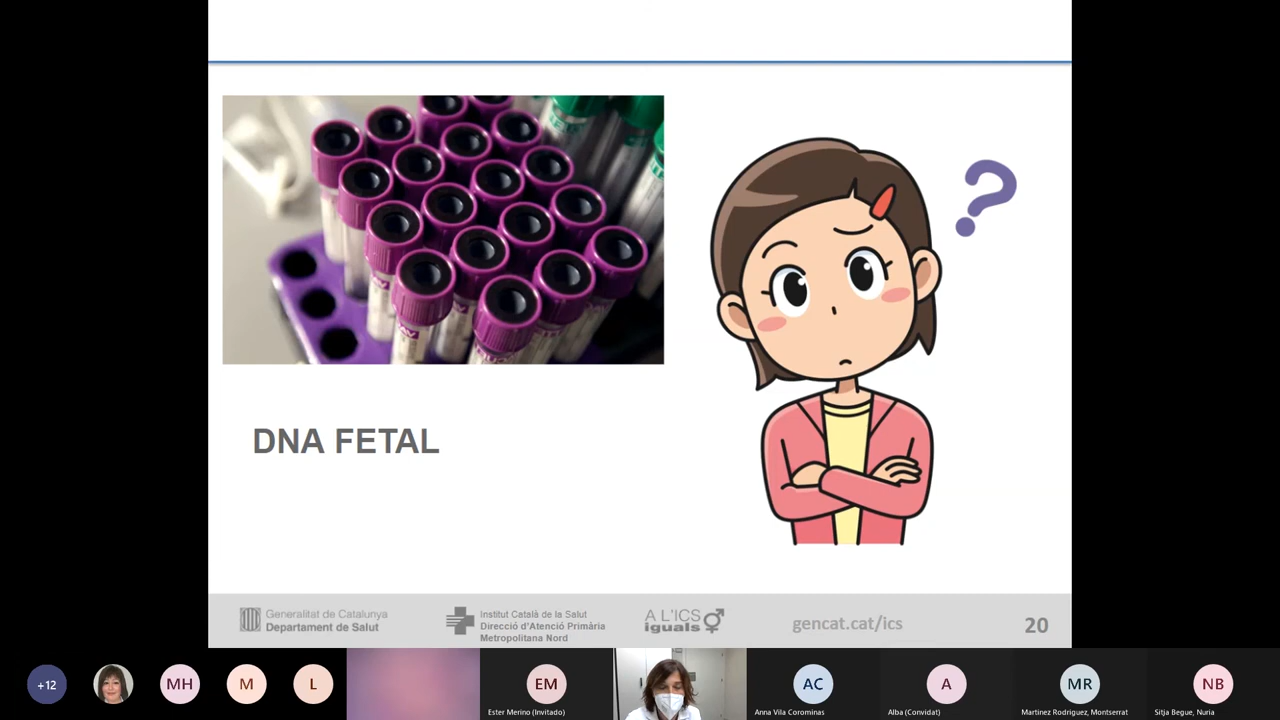 ?
DNA FETAL
Generalitat de Catalunya
Departament de Salut
Institut Català de la Salut
Direcció d'Atenció Primària
Metropolitana Nord
A L'ICS
iguals
gencat.cat/ics
20
+12
MH
M
L
EM
Ester Merino (Invitado)
AC
Anna Vila Corominas
A
Alba (Convidat)
MR
Martinez Rodriguez, Montserrat
NB
Sitja Begue, Nuria